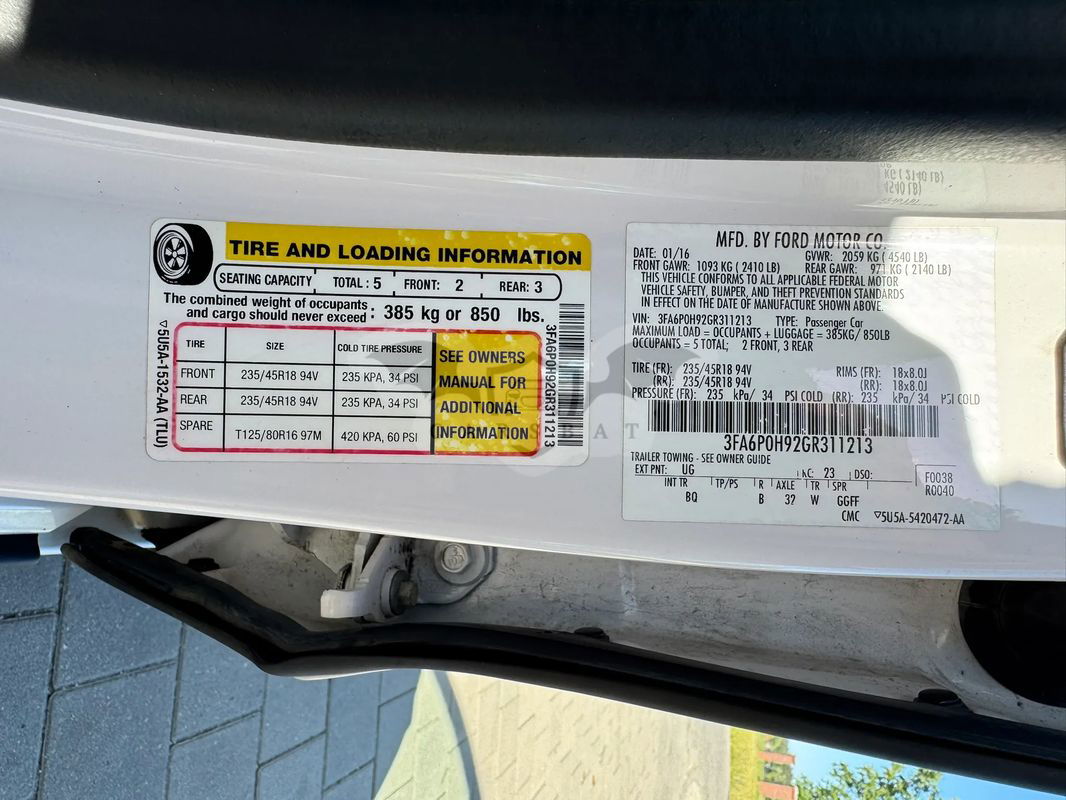 TIRE AND LOADING INFORMATION
SEATING CAPACITY TOTAL : 5 FRONT: 2 REAR: 3
The combined weight of occupants
and cargo should never exceed : 385 kg or 850 lbs.
TIRE SIZE COLD TIRE PRESSURE
FRONT 235/45R18 94V 235 KPA, 34 PSI
REAR 235/45R18 94V 235 KPA, 34 PSI
SPARE T125/80R16 97M 420 KPA, 60 PSI
SEE OWNERS
MANUAL FOR
ADDITIONAL
INFORMATION
5U5A-1532-AA (TLU)
3FA6P0H92GR311213
MFD. BY FORD MOTOR CO.
DATE: 01/16 GVWR: 2059 KG ( 4540 LB)
FRONT GAWR: 1093 KG ( 2410 LB) REAR GAWR: 971 KG ( 2140 LB)
THIS VEHICLE CONFORMS TO ALL APPLICABLE FEDERAL MOTOR
VEHICLE SAFETY, BUMPER, AND THEFT PREVENTION STANDARDS
IN EFFECT ON THE DATE OF MANUFACTURE SHOWN ABOVE.
VIN: 3FA6P0H92GR311213 TYPE: Passenger Car
MAXIMUM LOAD = OCCUPANTS + LUGGAGE = 385KG/ 850LB
OCCUPANTS = 5 TOTAL; 2 FRONT, 3 REAR
TIRE (FR): 235/45R18 94V RIMS (FR): 18x8.0J
(RR): 235/45R18 94V (RR): 18x8.0J
PRESSURE (FR): 235 kPa/ 34 PSI COLD (RR): 235 kPa/ 34 PSI COLD
3FA6P0H92GR311213
TRAILER TOWING - SEE OWNER GUIDE
EXT PNT: UG RC: 23 DSO:
F0038
R0040
INT TR TP/PS R AXLE TR SPR
BQ B 32 W GGFF
CMC 5U5A-5420472-AA